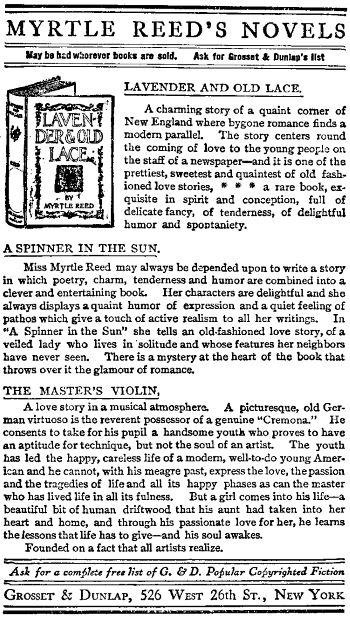 MYRTLE REED'S NOVELS
May be had wherever books are sold. Ask for Grosset & Dunlap's list
LAVENDER AND OLD LACE.
LAVEN-
DER & OLD
LACE
BY
MYRTLE REED
A charming story of a quaint corner of
New England where bygone romance finds a
modern parallel. The story centers round
the coming of love to the young people on
the staff of a newspaper—and it is one of the
prettiest, sweetest and quaintest of old fash-
ioned love stories, * * * a rare book, ex-
quisite in spirit and conception, full of
delicate fancy, of tenderness, of delightful
humor and spontaniety.
A SPINNER IN THE SUN.
Miss Myrtle Reed may always be depended upon to write a story
in which poetry, charm, tenderness and humor are combined into a
clever and entertaining book. Her characters are delightful and she
always displays a quaint humor of expression and a quiet feeling of
pathos which give a touch of active realism to all her writings. In
"A Spinner in the Sun" she tells an old-fashioned love story, of a
veiled lady who lives in solitude and whose features her neighbors
have never seen. There is a mystery at the heart of the book that
throws over it the glamour of romance.
THE MASTER'S VIOLIN,
A love story in a musical atmosphere. A picturesque, old Ger-
man virtuoso is the reverent possessor of a genuine "Cremona." He
consents to take for his pupil a handsome youth who proves to have
an aptitude for technique, but not the soul of an artist. The youth
has led the happy, careless life of a modern, well-to-do young Amer-
ican and he cannot, with his meagre past, express the love, the passion
and the tragedies of life and all its happy phases as can the master
who has lived life in all its fulness. But a girl comes into his life—a
beautiful bit of human driftwood that his aunt had taken into her
heart and home, and through his passionate love for her, he learns
the lessons that life has to give—and his soul awakes.
Founded on a fact that all artists realize.
Ask for a complete free list of G. & D. Popular Copyrighted Fiction
GROSSET & DUNLAP, 526 WEST 26th ST., NEW YORK